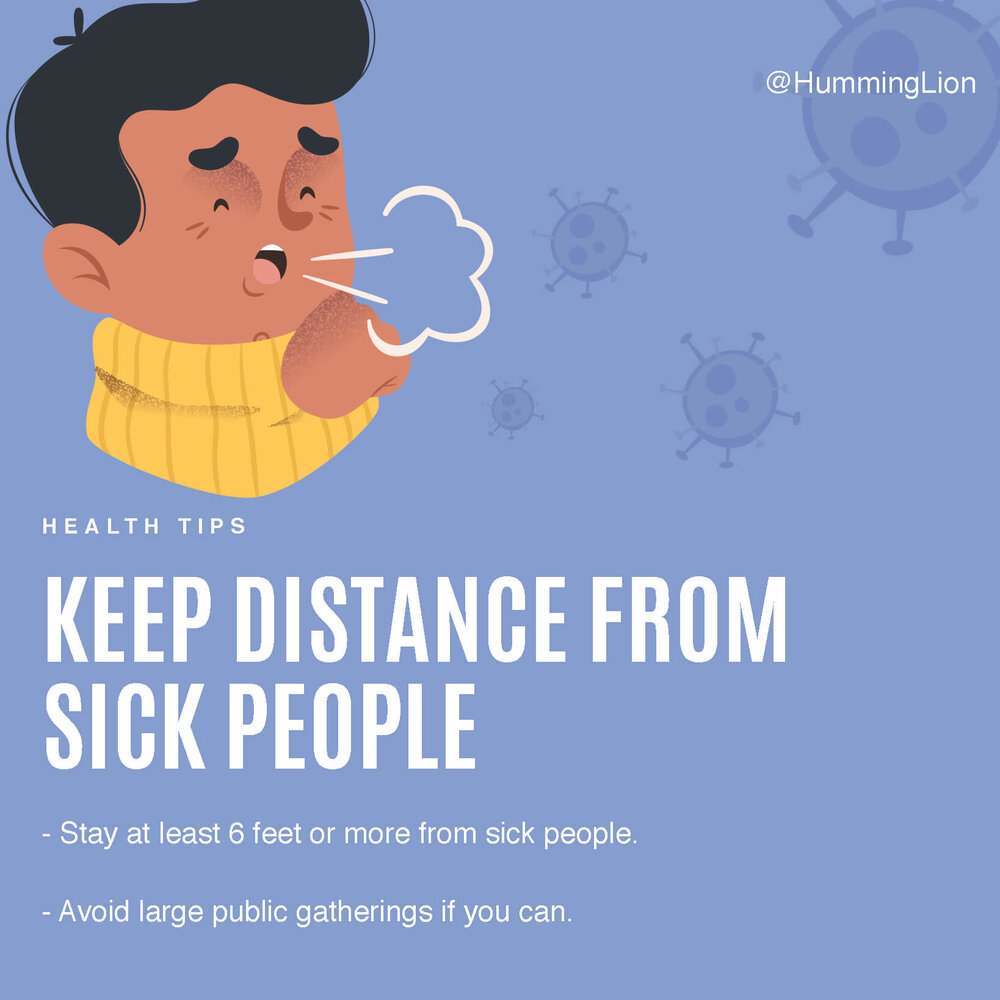 @HummingLion
HEALTH TIPS
KEEP DISTANCE FROM
SICK PEOPLE
- Stay at least 6 feet or more from sick people.
- Avoid large public gatherings if you can.